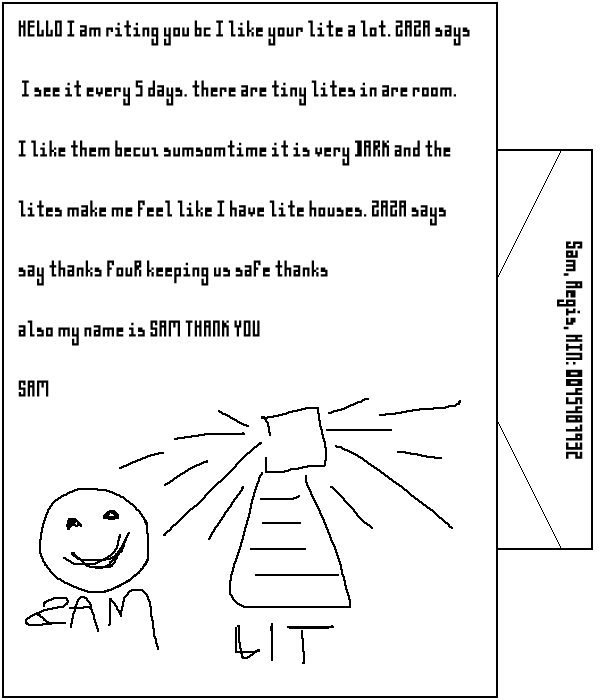 HELLO I am riting you bc I like your lite a lot. ZAZA says
I see it every 5 days. there are tiny lites in are room.
I like them becuz sumsomtime it is very DARK and the
lites make me feel like I have lite houses. ZAZA says
say thanks FouR keeping us safe thanks
also my name is SAM THANK YOU
SAM
SAM
LIT
Sam, Aegis, HIN: 0045487932